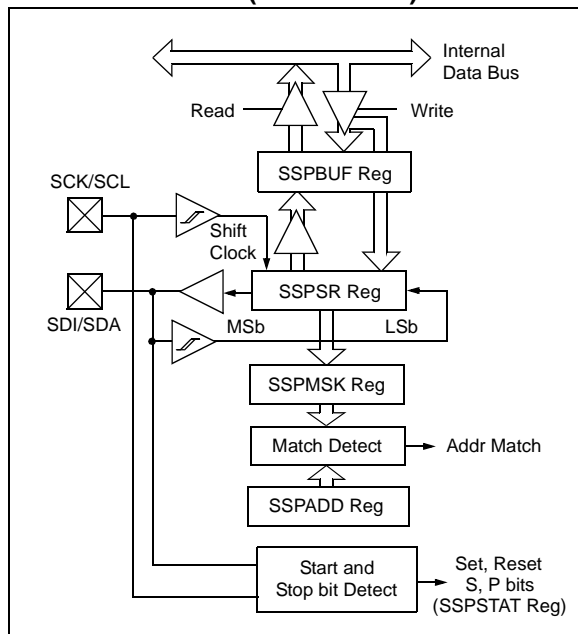 Internal
Data Bus
Read
Write
SSPBUF Reg
SCK/SCL
Shift
Clock
SSPSR Reg
SDI/SDA
MSb
LSb
SSPMSK Reg
Match Detect
Addr Match
SSPADD Reg
Start and
Stop bit Detect
Set, Reset
S, P bits
(SSPSTAT Reg)